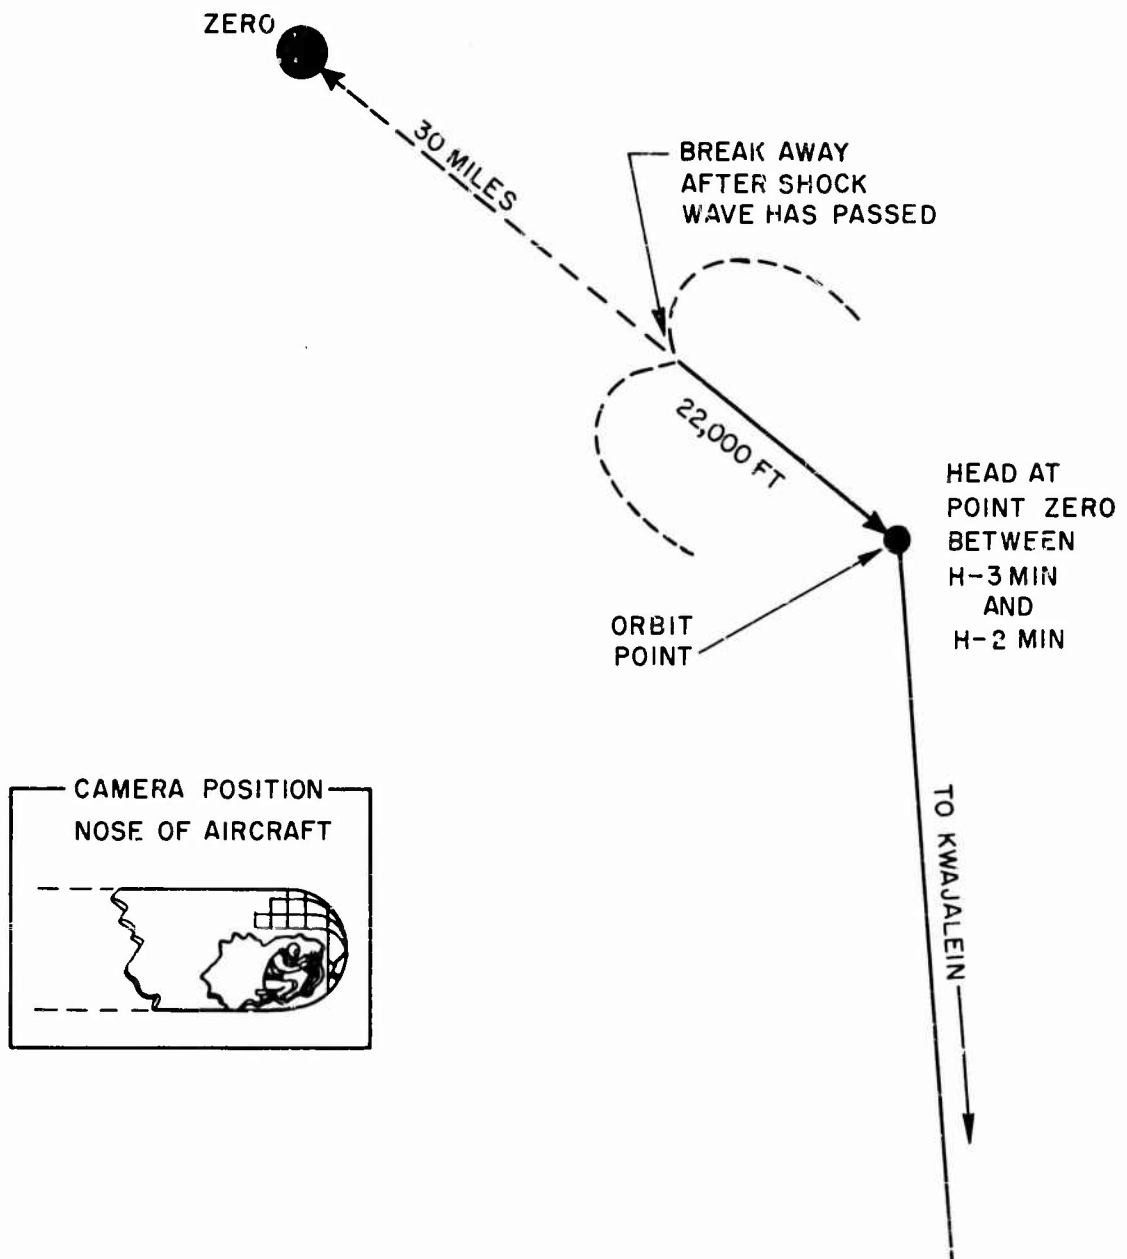 ZERO
30 MILES
BREAK AWAY
AFTER SHOCK
WAVE HAS PASSED
22,000 FT
HEAD AT
POINT ZERO
BETWEEN
H-3 MIN
AND
H-2 MIN
ORBIT
POINT
TO KWAJALEIN
CAMERA POSITION
NOSE OF AIRCRAFT